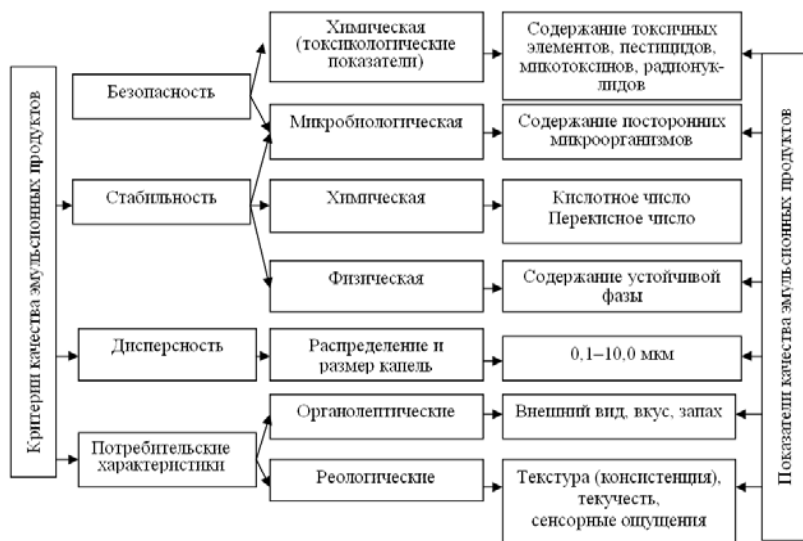 Критерии качества эмульсионных продуктов
Безопасность
Стабильность
Дисперсность
Потребительские
характеристики
Химическая
(токсикологические
показатели)
Микробиологическая
Химическая
Физическая
Распределение и
размер капель
Органолептические
Реологические
Содержание токсичных
элементов, пестицидов,
микотоксинов, радионук-
лидов
Содержание посторонних
микроорганизмов
Кислотное число
Перекисное число
Содержание устойчивой
фазы
0,1–10,0 мкм
Внешний вид, вкус, запах
Текстура (консистенция),
текучесть,
сенсорные ощущения
Показатели качества эмульсионных продуктов